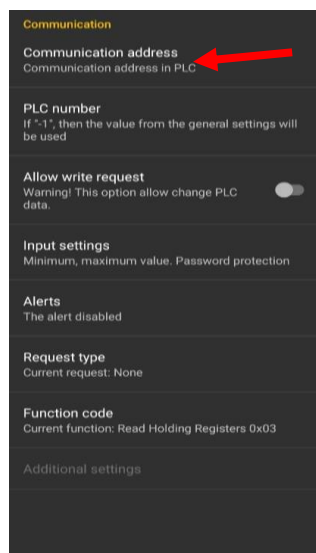 Communication
Communication address
Communication address in PLC
PLC number
If "-1", then the value from the general settings will
be used
Allow write request
Warning! This option allow change PLC
data.
Input settings
Minimum, maximum value. Password protection
Alerts
The alert disabled
Request type
Current request: None
Function code
Current function: Read Holding Registers 0x03
Additional settings